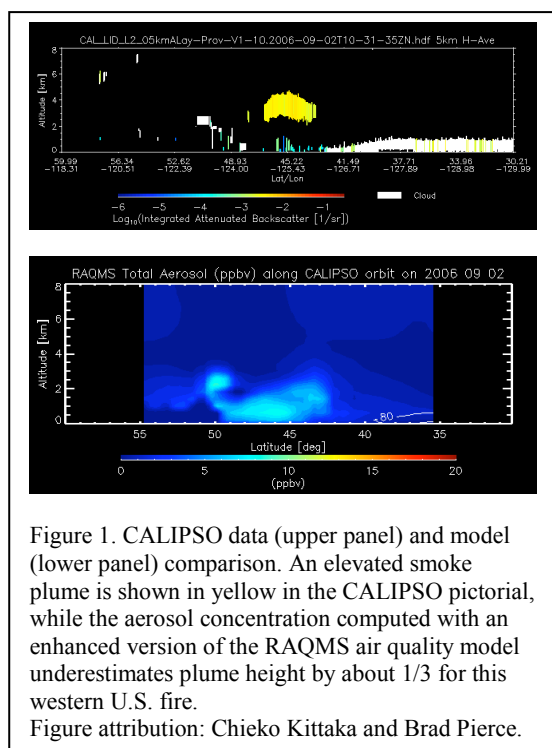 CAL_LID_L2_05kmALay-Prov-V1-10.2006-09-02T10-31-35ZN.hdf 5km H-Ave
8
6
4
2
0
Altitude [km]
59.99 56.34 52.62 48.93 45.22 41.49 37.71 33.96 30.21
-118.31 -120.51 -122.39 -124.00 -125.43 -126.71 -127.89 -128.98 -129.99
Lat/Lon
-6 -5 -4 -3 -2 -1
Cloud
Log10(Integrated Attenuated Backscatter [1/sr])
RAQMS Total Aerosol (ppbv) along CALIPSO orbit on 2006 09 02
8
6
4
2
0
Altitude [km]
.80
55 50 45 40 35
Latitude [deg]
0 5 10 15 20
(ppbv)
Figure 1. CALIPSO data (upper panel) and model
(lower panel) comparison. An elevated smoke
plume is shown in yellow in the CALIPSO pictorial,
while the aerosol concentration computed with an
enhanced version of the RAQMS air quality model
underestimates plume height by about 1/3 for this
western U.S. fire.
Figure attribution: Chieko Kittaka and Brad Pierce.